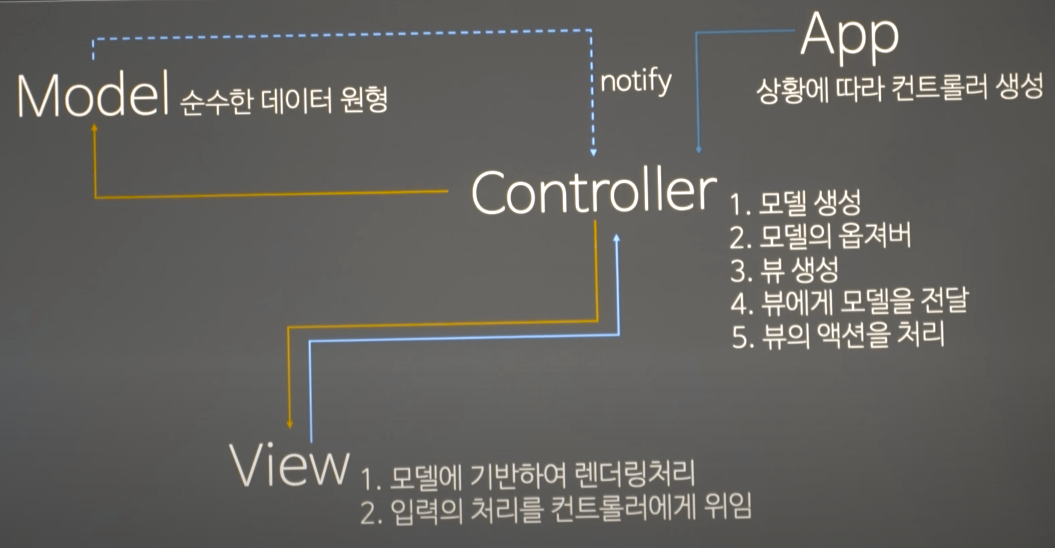 App
Model 순수한 데이터 원형
notify
상황에 따라 컨트롤러 생성
Controller
1. 모델 생성
2. 모델의 옵져버
3. 뷰 생성
4. 뷰에게 모델을 전달
5. 뷰의 액션을 처리
View
1. 모델에 기반하여 렌더링처리
2. 입력의 처리를 컨트롤러에게 위임